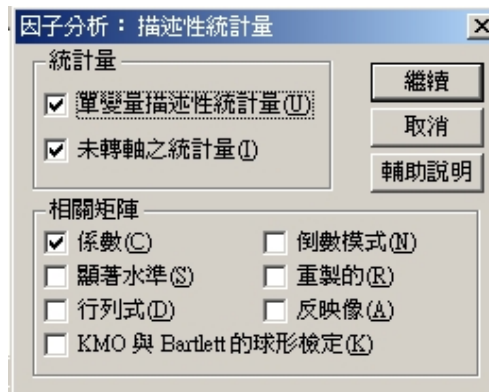 因子分析：描述性統計量
統計量
單變量描述性統計量(U)
未轉軸之統計量(I)
繼續
取消
輔助說明
相關矩陣
係數(C)
倒數模式(N)
顯著水準(S)
重製的(R)
行列式(D)
反映像(A)
KMO 與 Bartlett 的球形檢定(K)